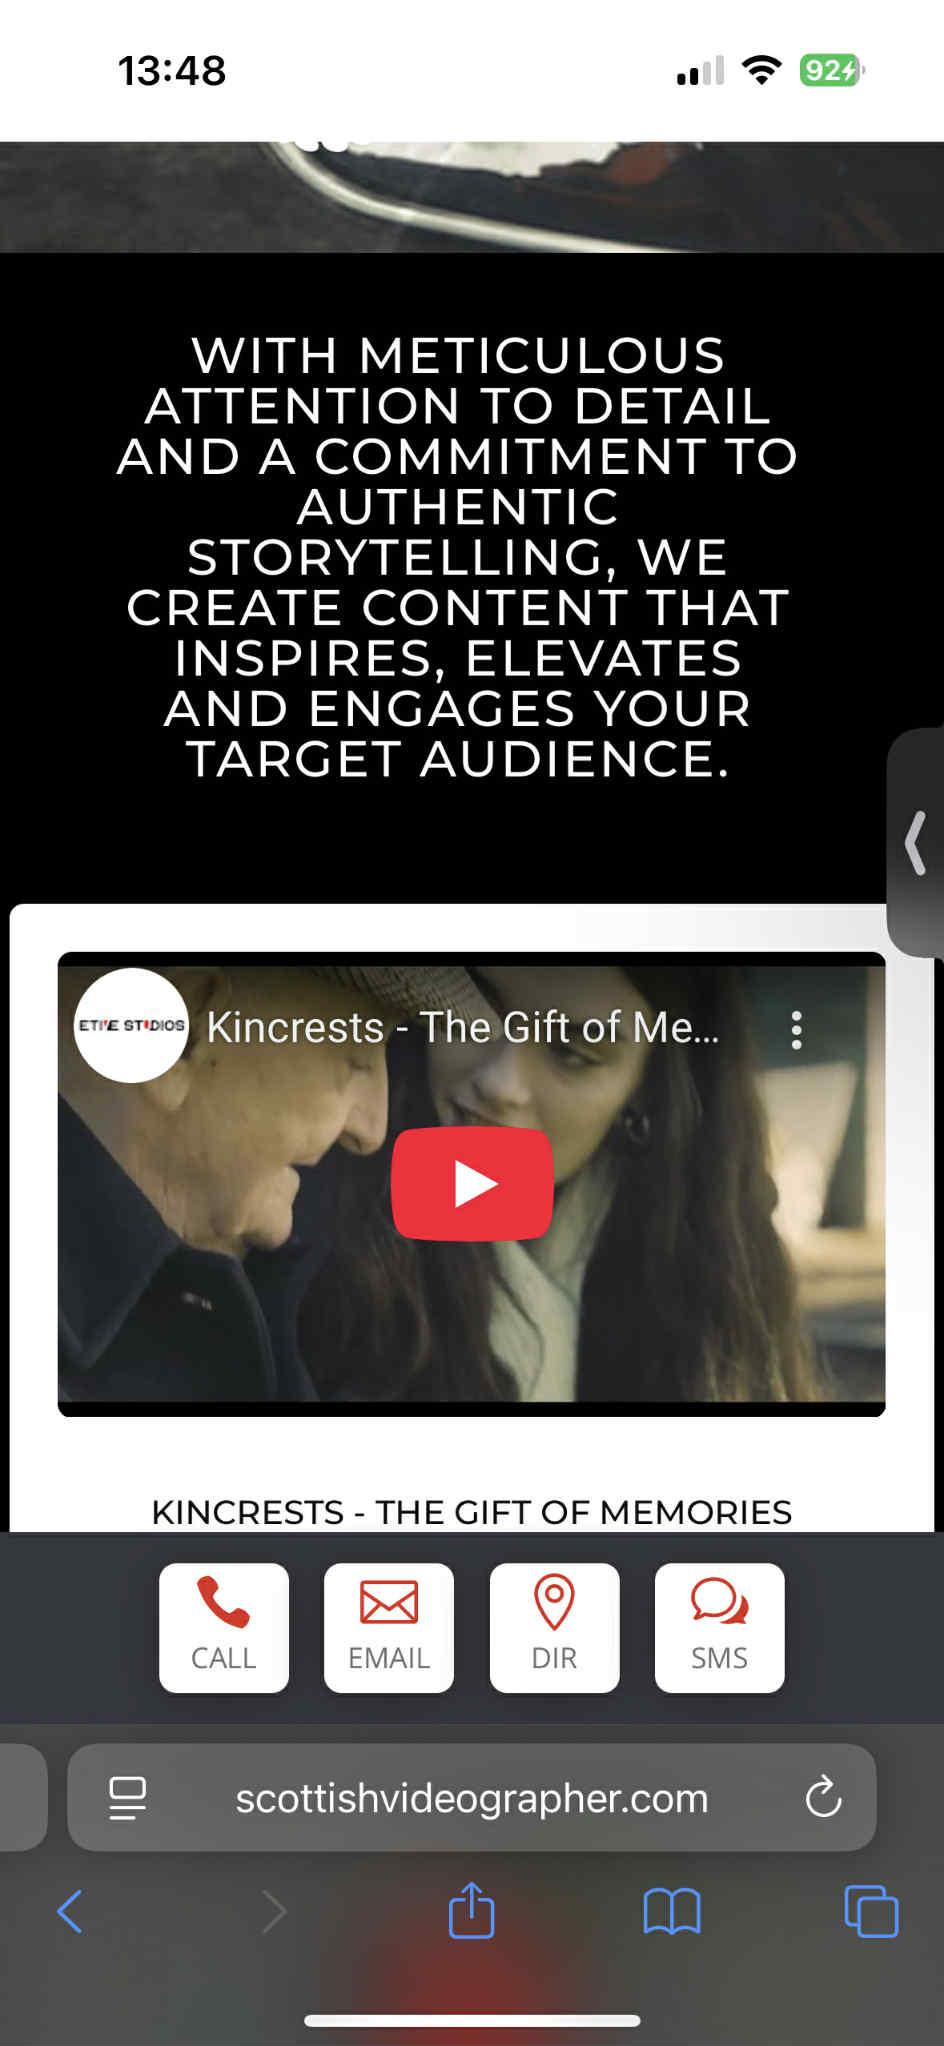 13:48
92
WITH METICULOUS
ATTENTION TO DETAIL
AND A COMMITMENT TO
AUTHENTIC
STORYTELLING, WE
CREATE CONTENT THAT
INSPIRES, ELEVATES
AND ENGAGES YOUR
TARGET AUDIENCE.
ETIVE STUDIOS
Kincrests - The Gift of Me...
KINCRESTS - THE GIFT OF MEMORIES
CALL EMAIL DIR SMS
scottishvideographer.com